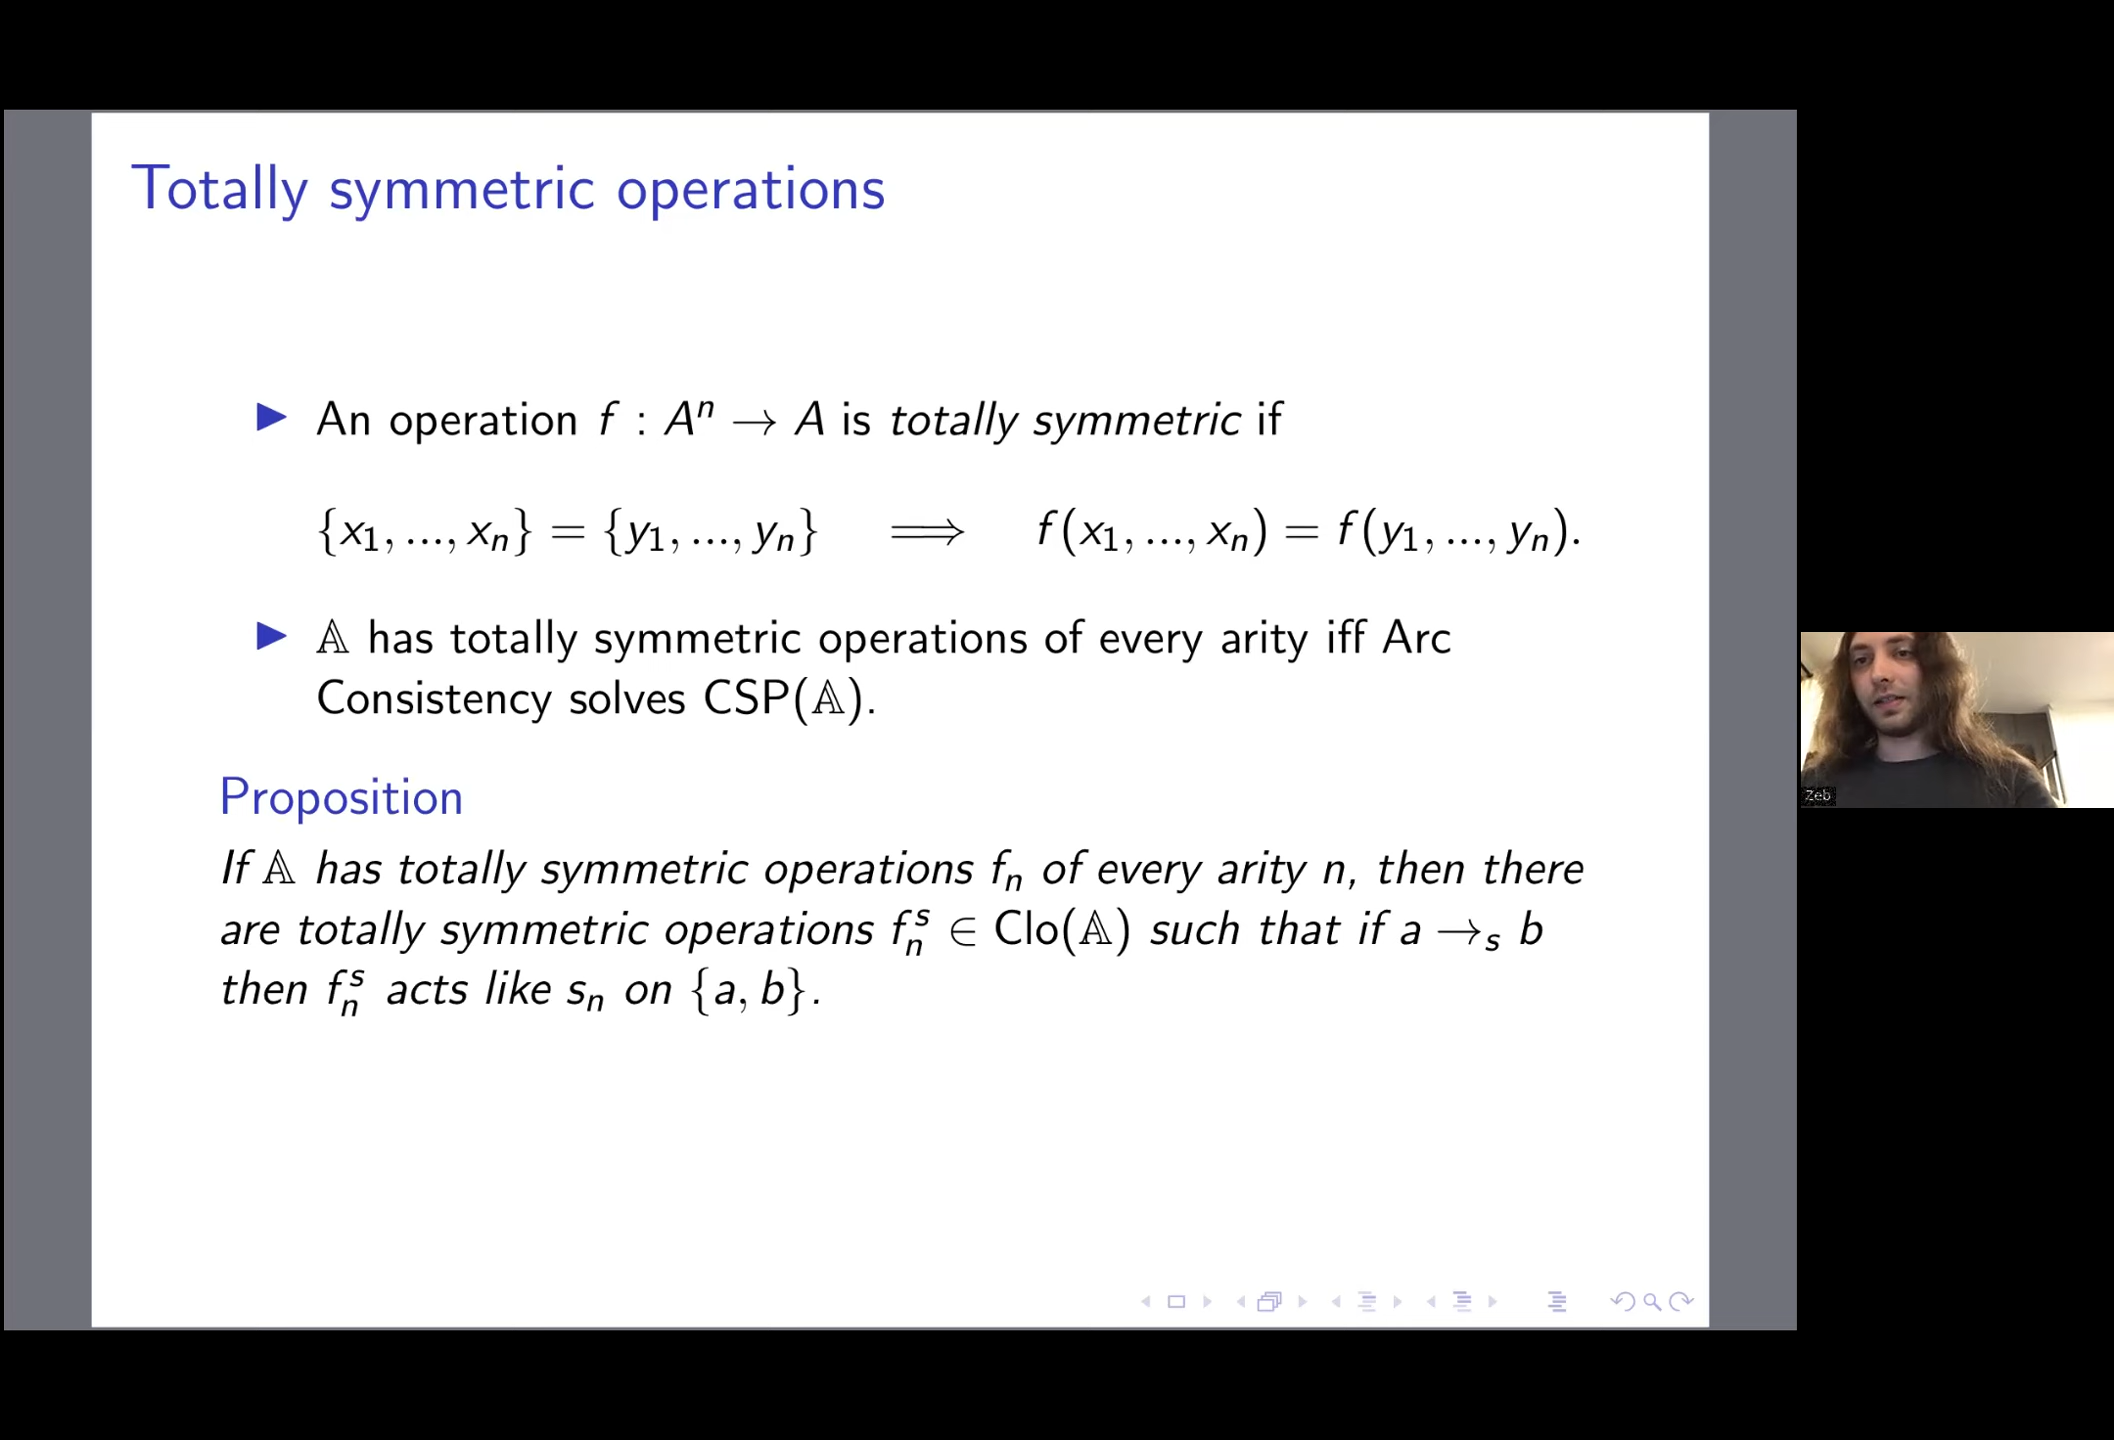 Totally symmetric operations
▶ An operation f : Aⁿ → A is totally symmetric if
{x₁, ..., xₙ} = {y₁, ..., yₙ} ⟹ f(x₁, ..., xₙ) = f(y₁, ..., yₙ).
▶ 𝔸 has totally symmetric operations of every arity iff Arc
Consistency solves CSP(𝔸).
Proposition
If 𝔸 has totally symmetric operations fₙ of every arity n, then there
are totally symmetric operations fₙˢ ∈ Clo(𝔸) such that if a →ₛ b
then fₙˢ acts like sₙ on {a, b}.
Zeb